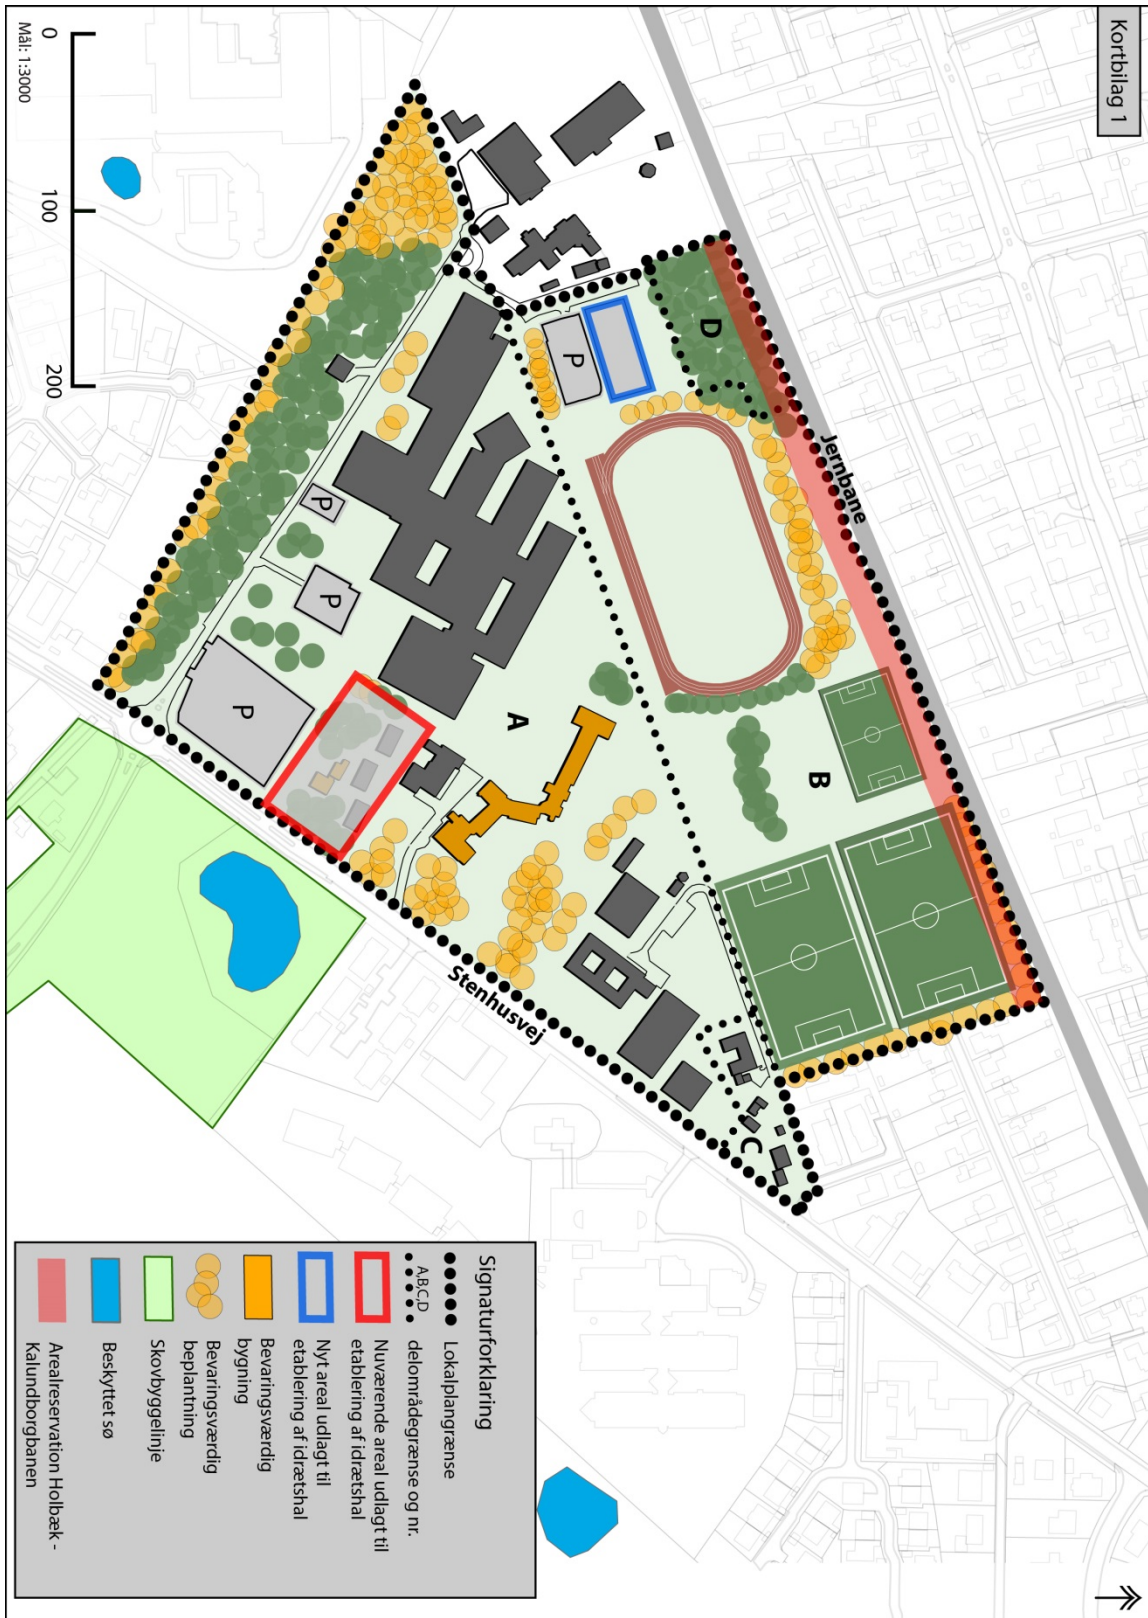 Kortbilag 1
Jernbane
D
P
B
A
P
P
P
C
Stenhusvej
0
100
200
Mål: 1:3000
Signaturforklaring
Lokalplangrænse
A,B,C,D
delområdegrænse og nr.
Nuværende areal udlagt til
etablering af idrætshal
Nyt areal udlagt til
etablering af idrætshal
Bevaringsværdig
bygning
Bevaringsværdig
beplantning
Skovbyggelinje
Beskyttet sø
Arealreservation Holbæk -
Kalundborgbanen